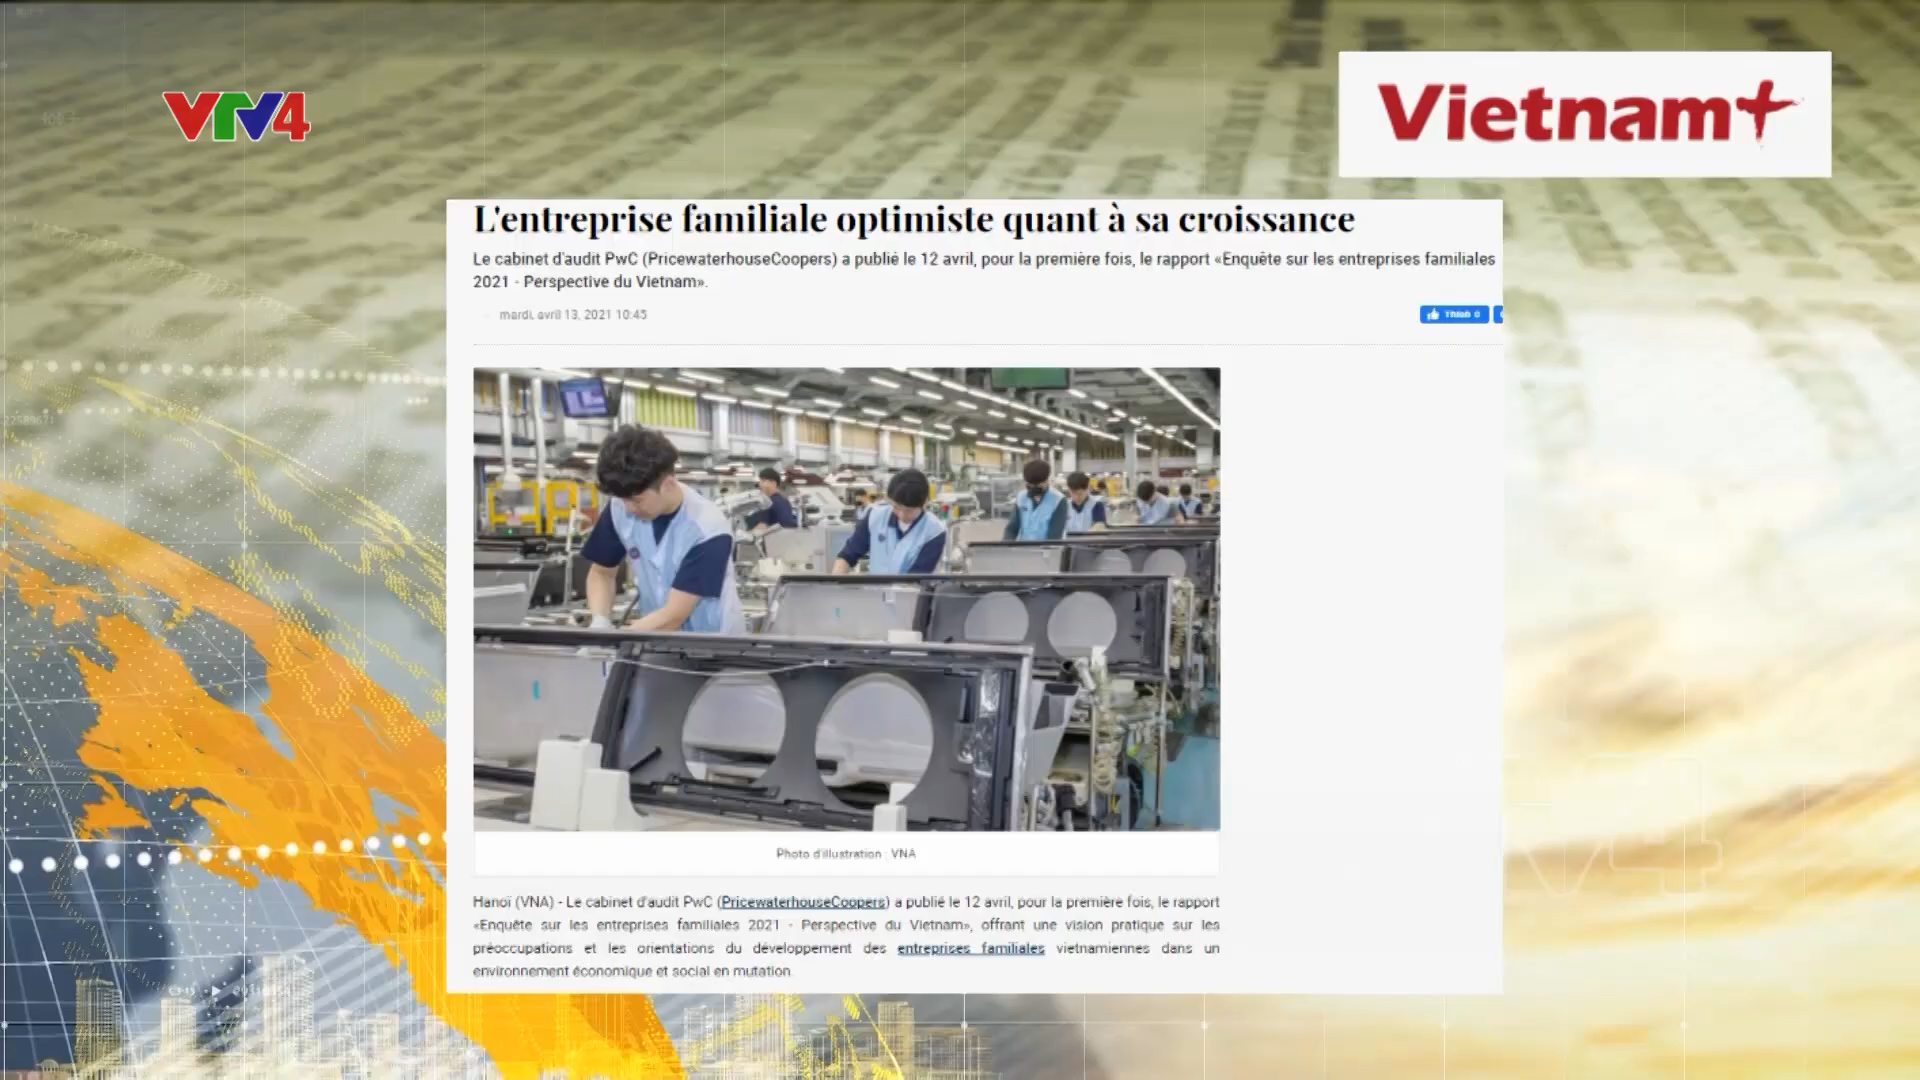 VTV4
Vietnam+
L'entreprise familiale optimiste quant à sa croissance
Le cabinet d'audit PwC (PricewaterhouseCoopers) a publié le 12 avril, pour la première fois, le rapport «Enquête sur les entreprises familiales
2021 - Perspective du Vietnam».
mardi, avril 13, 2021 10:45
Thích 0
Photo d'illustration : VNA
Hanoï (VNA) - Le cabinet d'audit PwC (PricewaterhouseCoopers) a publié le 12 avril, pour la première fois, le rapport
«Enquête sur les entreprises familiales 2021 - Perspective du Vietnam», offrant une vision pratique sur les
préoccupations et les orientations du développement des entreprises familiales vietnamiennes dans un
environnement économique et social en mutation.